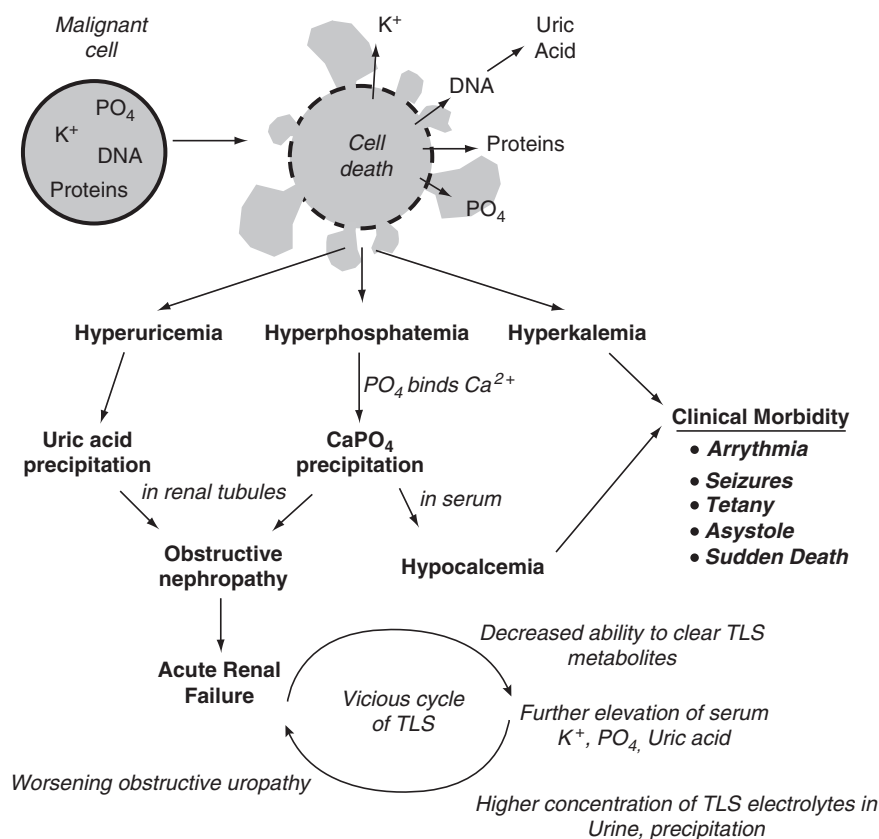 Malignant
cell
PO₄
K⁺
DNA
Proteins
Cell
death
K⁺
DNA
Uric
Acid
Proteins
PO₄
Hyperuricemia
Hyperphosphatemia
Hyperkalemia
PO₄ binds Ca²⁺
Uric acid
precipitation
CaPO₄
precipitation
Clinical Morbidity
• Arrythmia
• Seizures
• Tetany
• Asystole
• Sudden Death
in renal tubules
in serum
Obstructive
nephropathy
Hypocalcemia
Acute Renal
Failure
Vicious cycle
of TLS
Decreased ability to clear TLS
metabolites
Further elevation of serum
K⁺, PO₄, Uric acid
Worsening obstructive uropathy
Higher concentration of TLS electrolytes in
Urine, precipitation